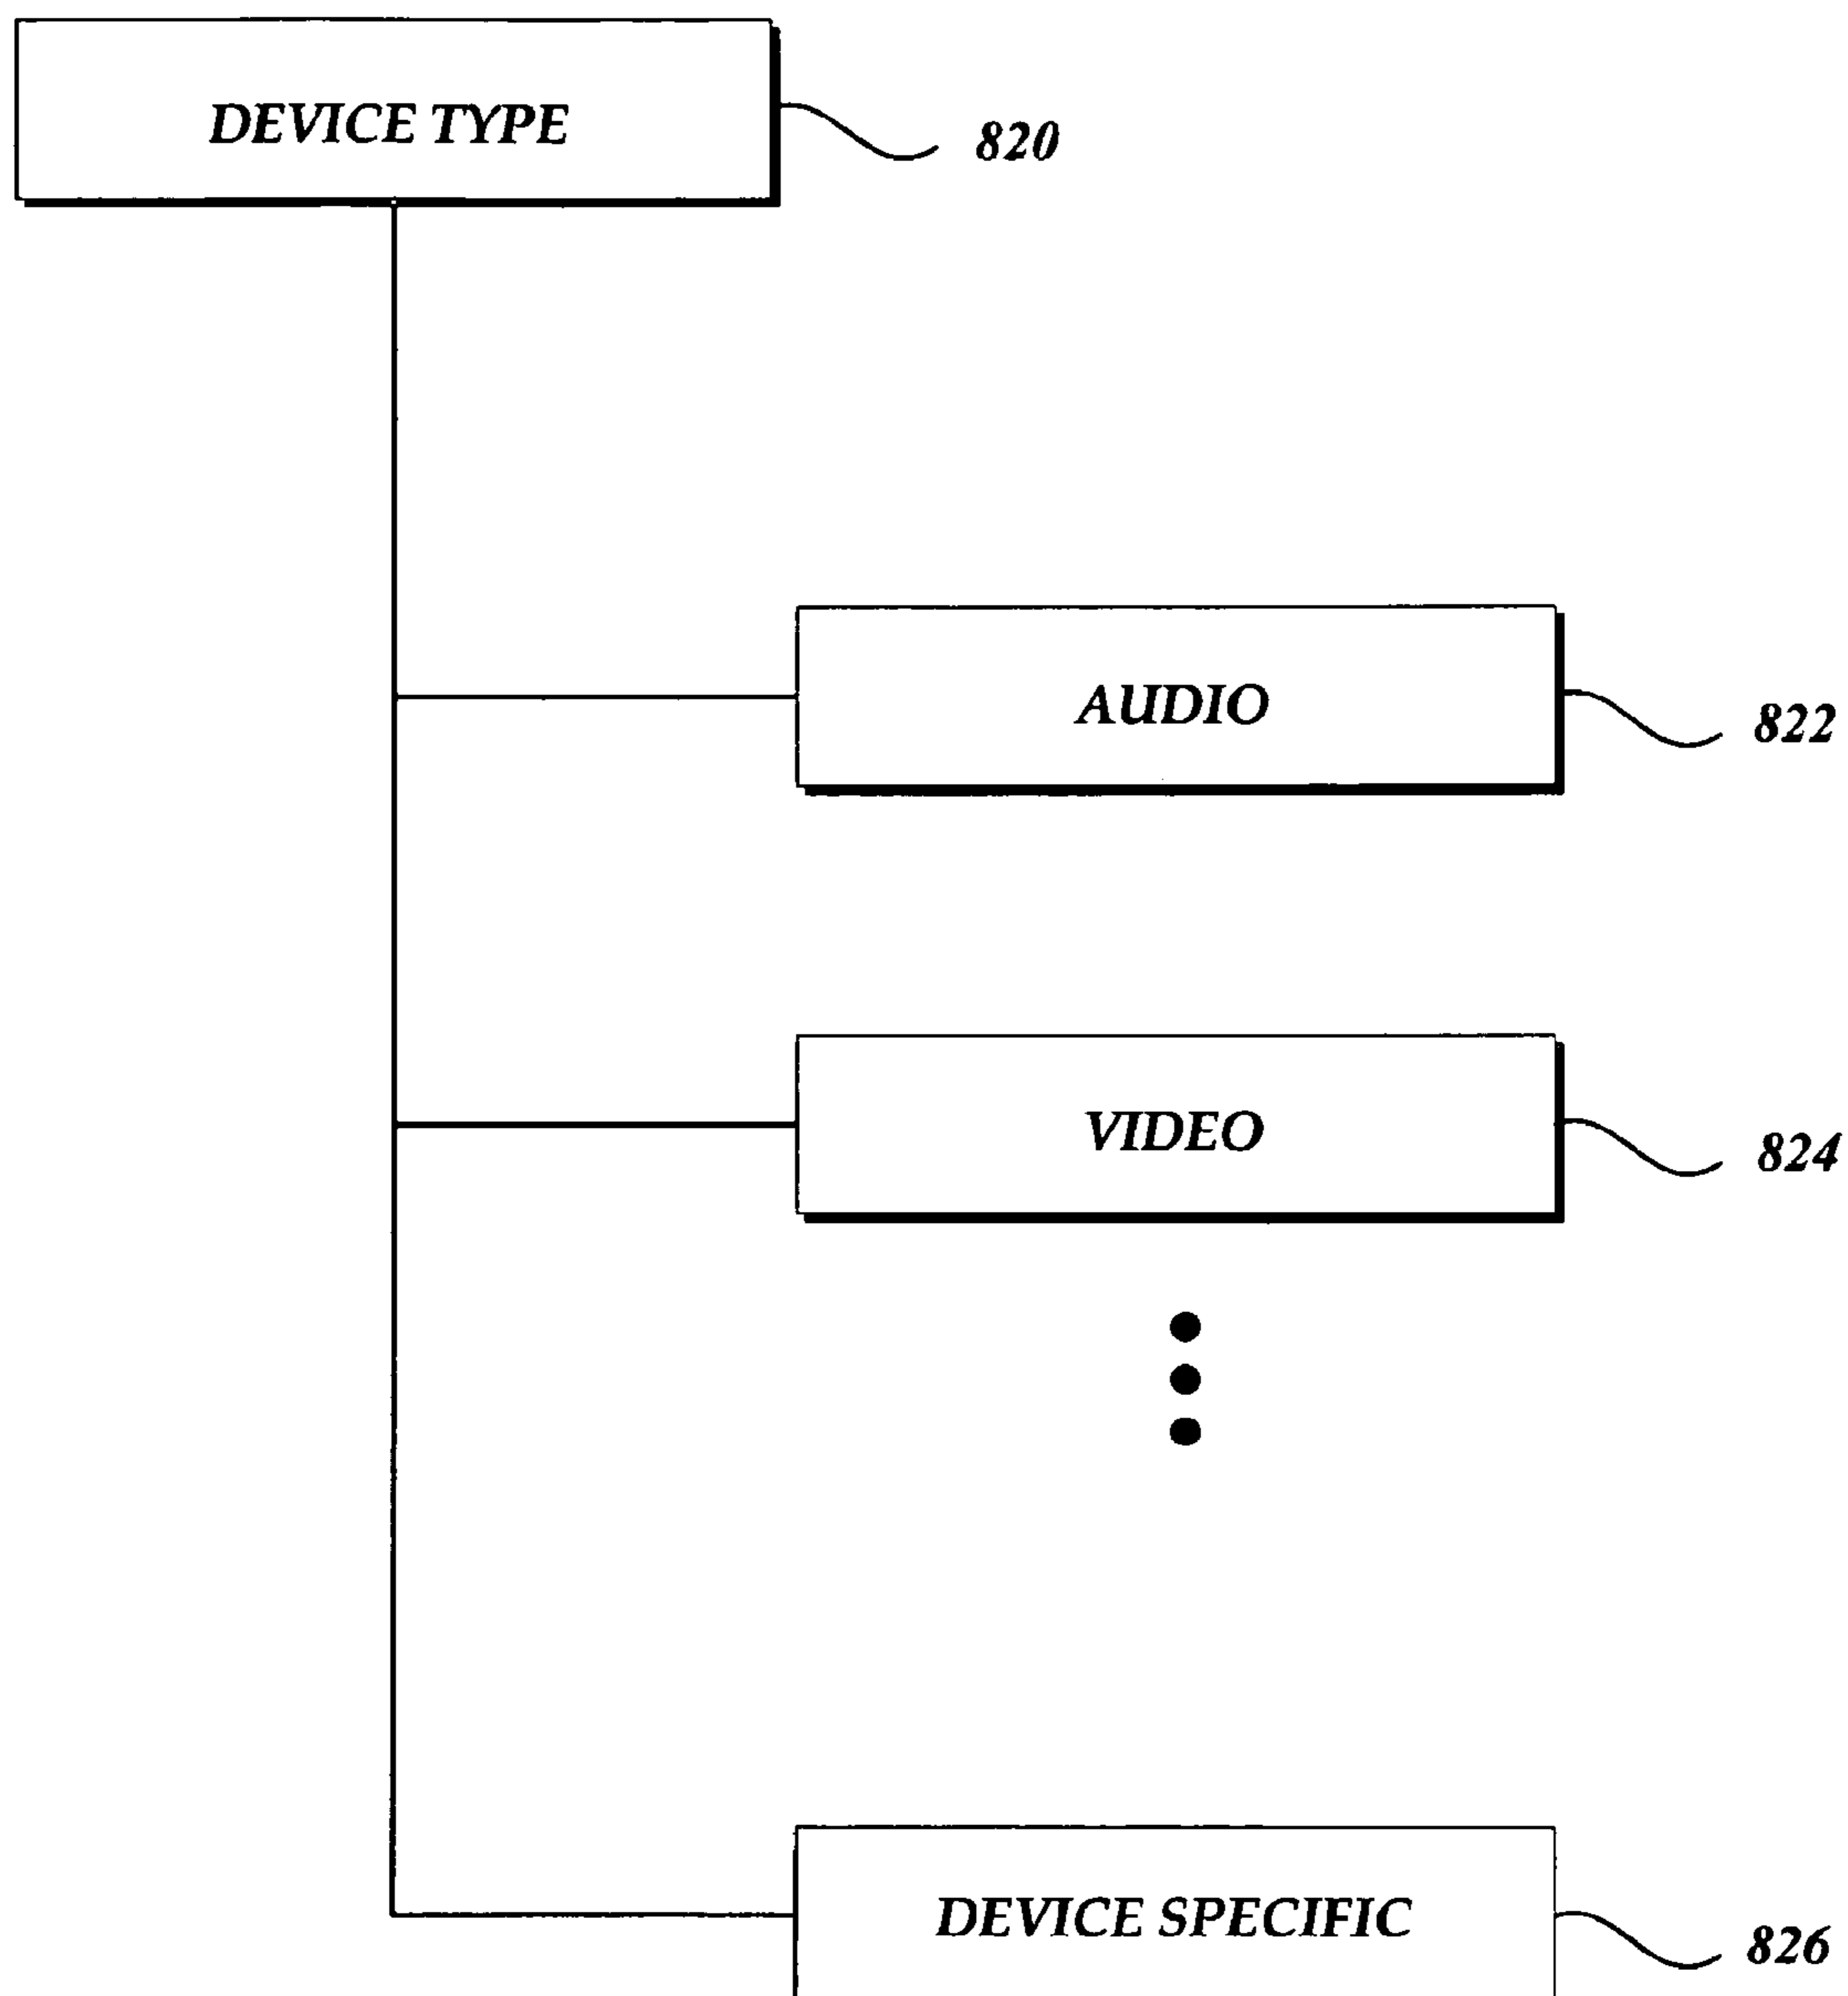 DEVICE TYPE
820
AUDIO
822
VIDEO
824
DEVICE SPECIFIC
826